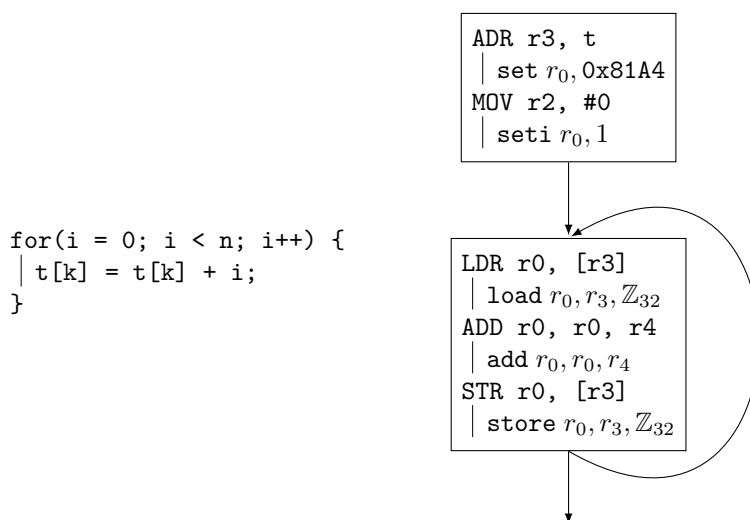 for(i = 0; i < n; i++) {
t[k] = t[k] + i;
}
ADR r3, t
set r₀, 0x81A4
MOV r2, #0
seti r₀, 1
LDR r0, [r3]
load r₀, r₃, ℤ₃₂
ADD r0, r0, r4
add r₀, r₀, r₄
STR r0, [r3]
store r₀, r₃, ℤ₃₂